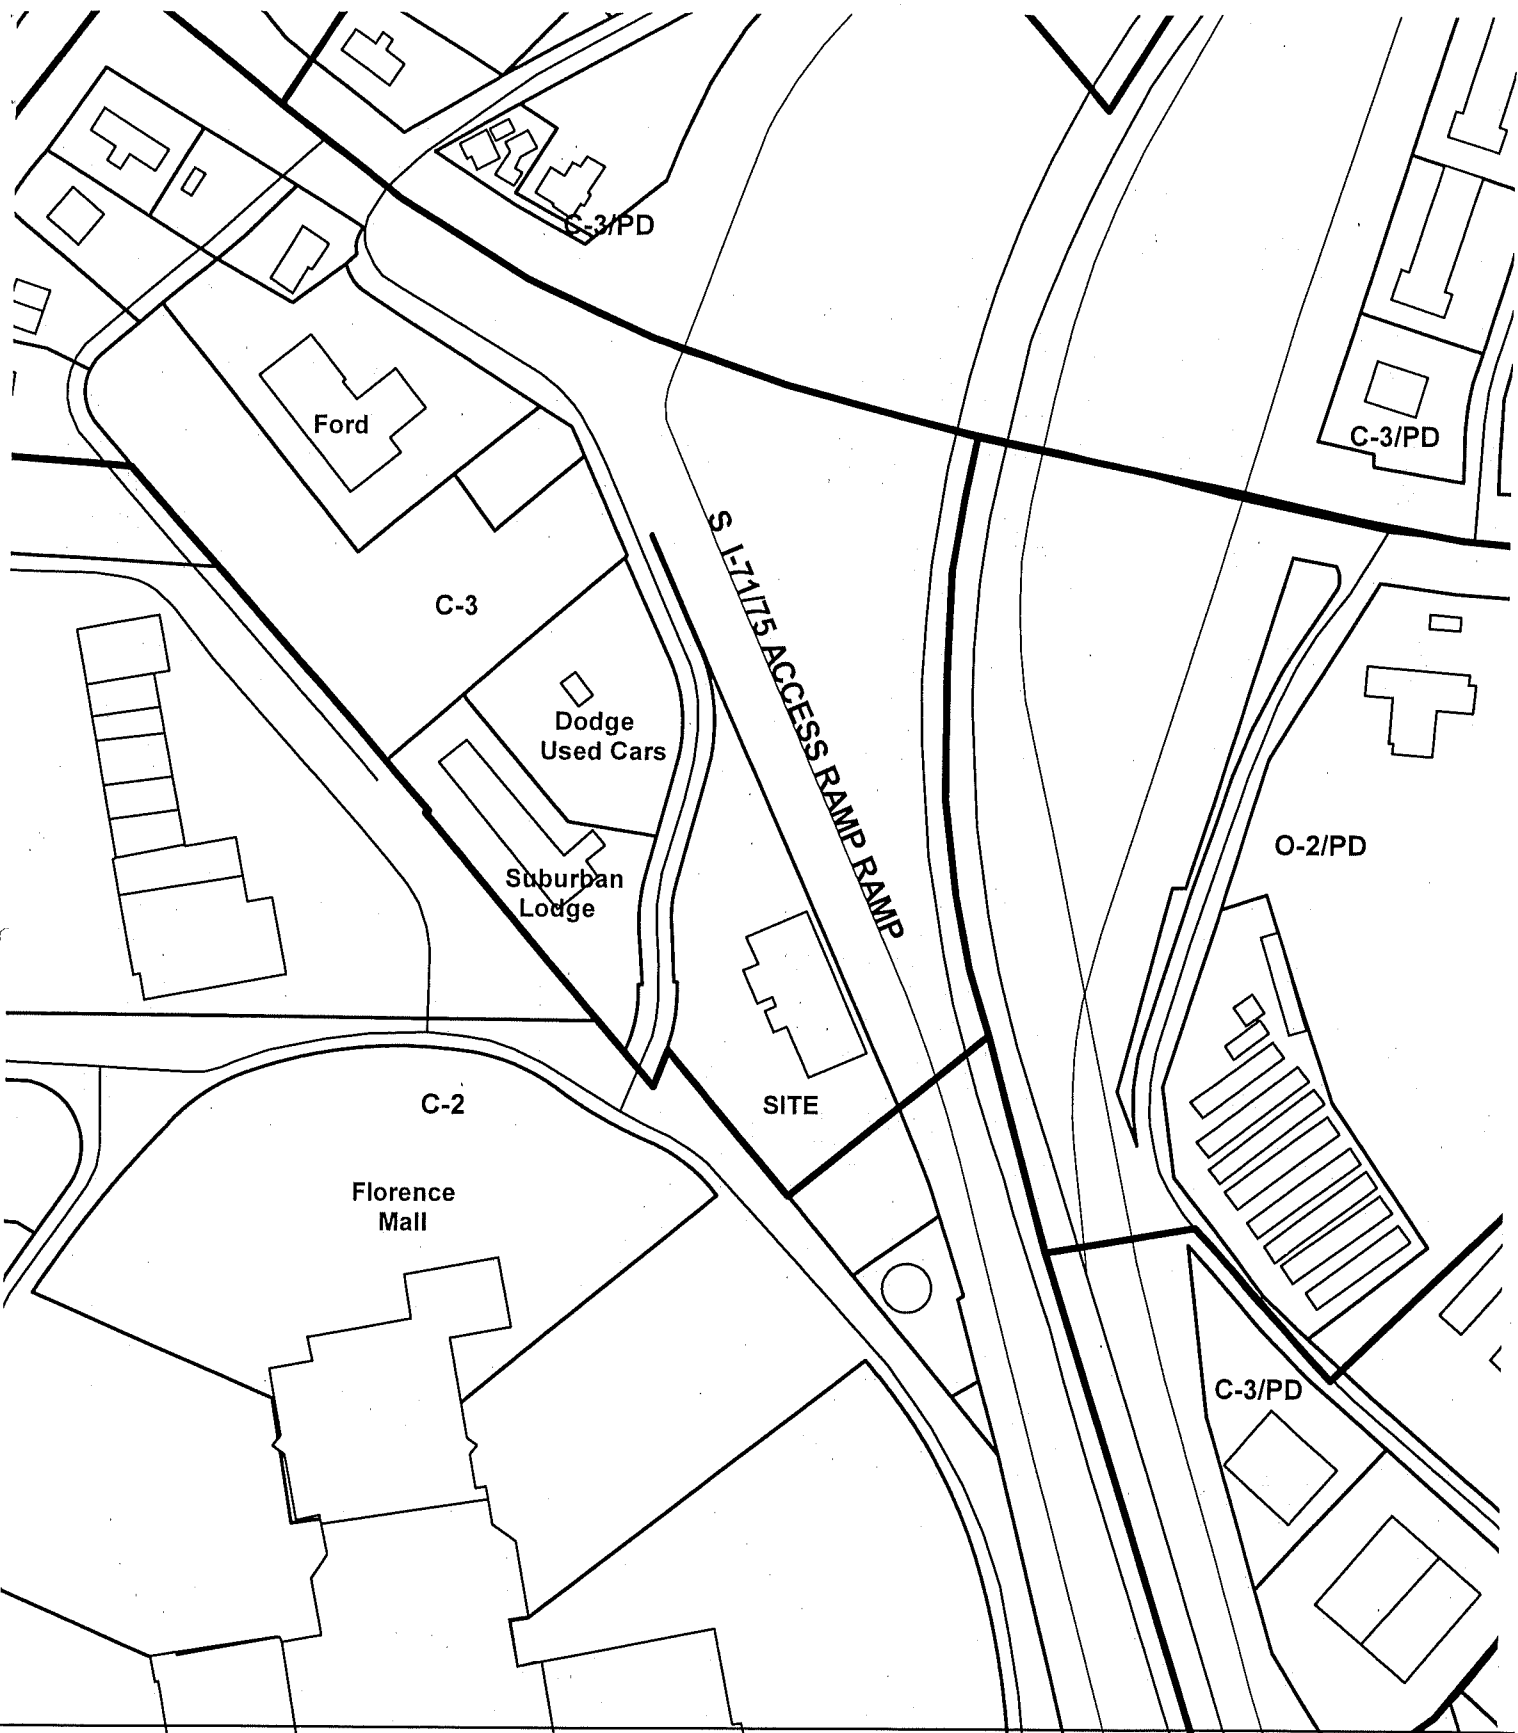 C-3/PD
Ford
C-3/PD
S I-71/75 ACCESS RAMP RAMP
C-3
Dodge
Used Cars
O-2/PD
Suburban
Lodge
C-2
SITE
Florence
Mall
C-3/PD